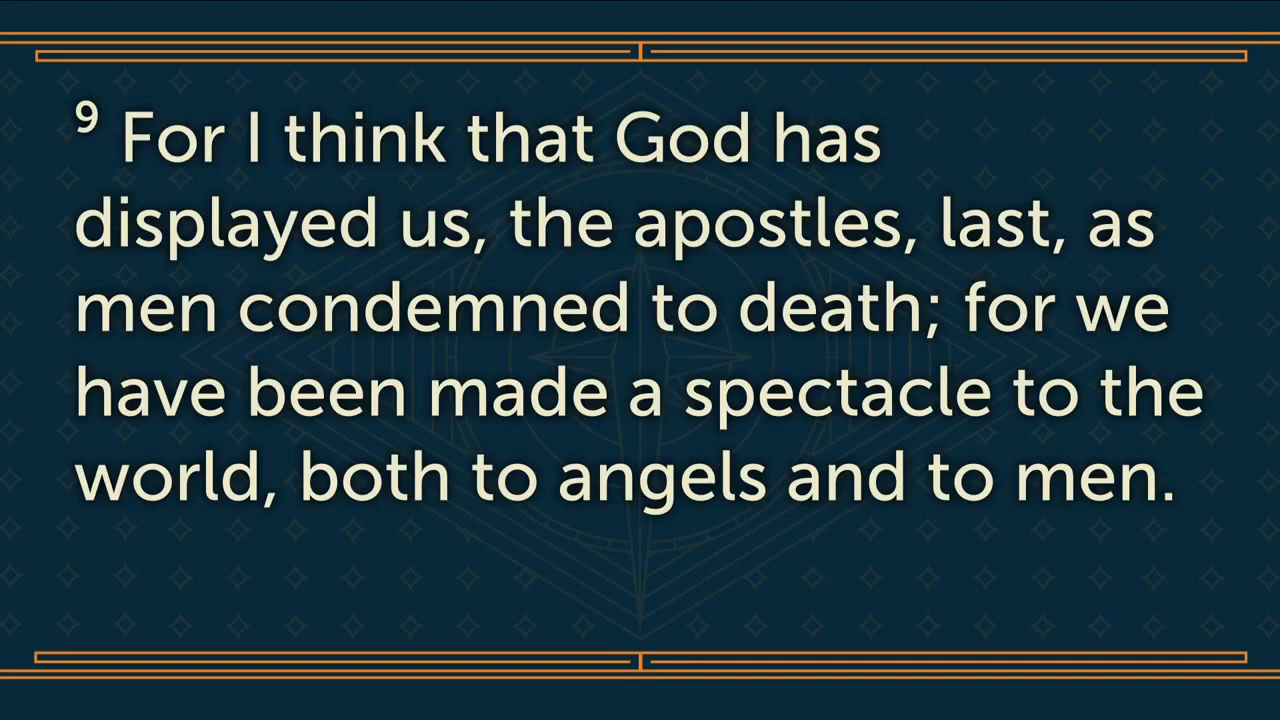 9 For I think that God has
displayed us, the apostles, last, as
men condemned to death; for we
have been made a spectacle to the
world, both to angels and to men.